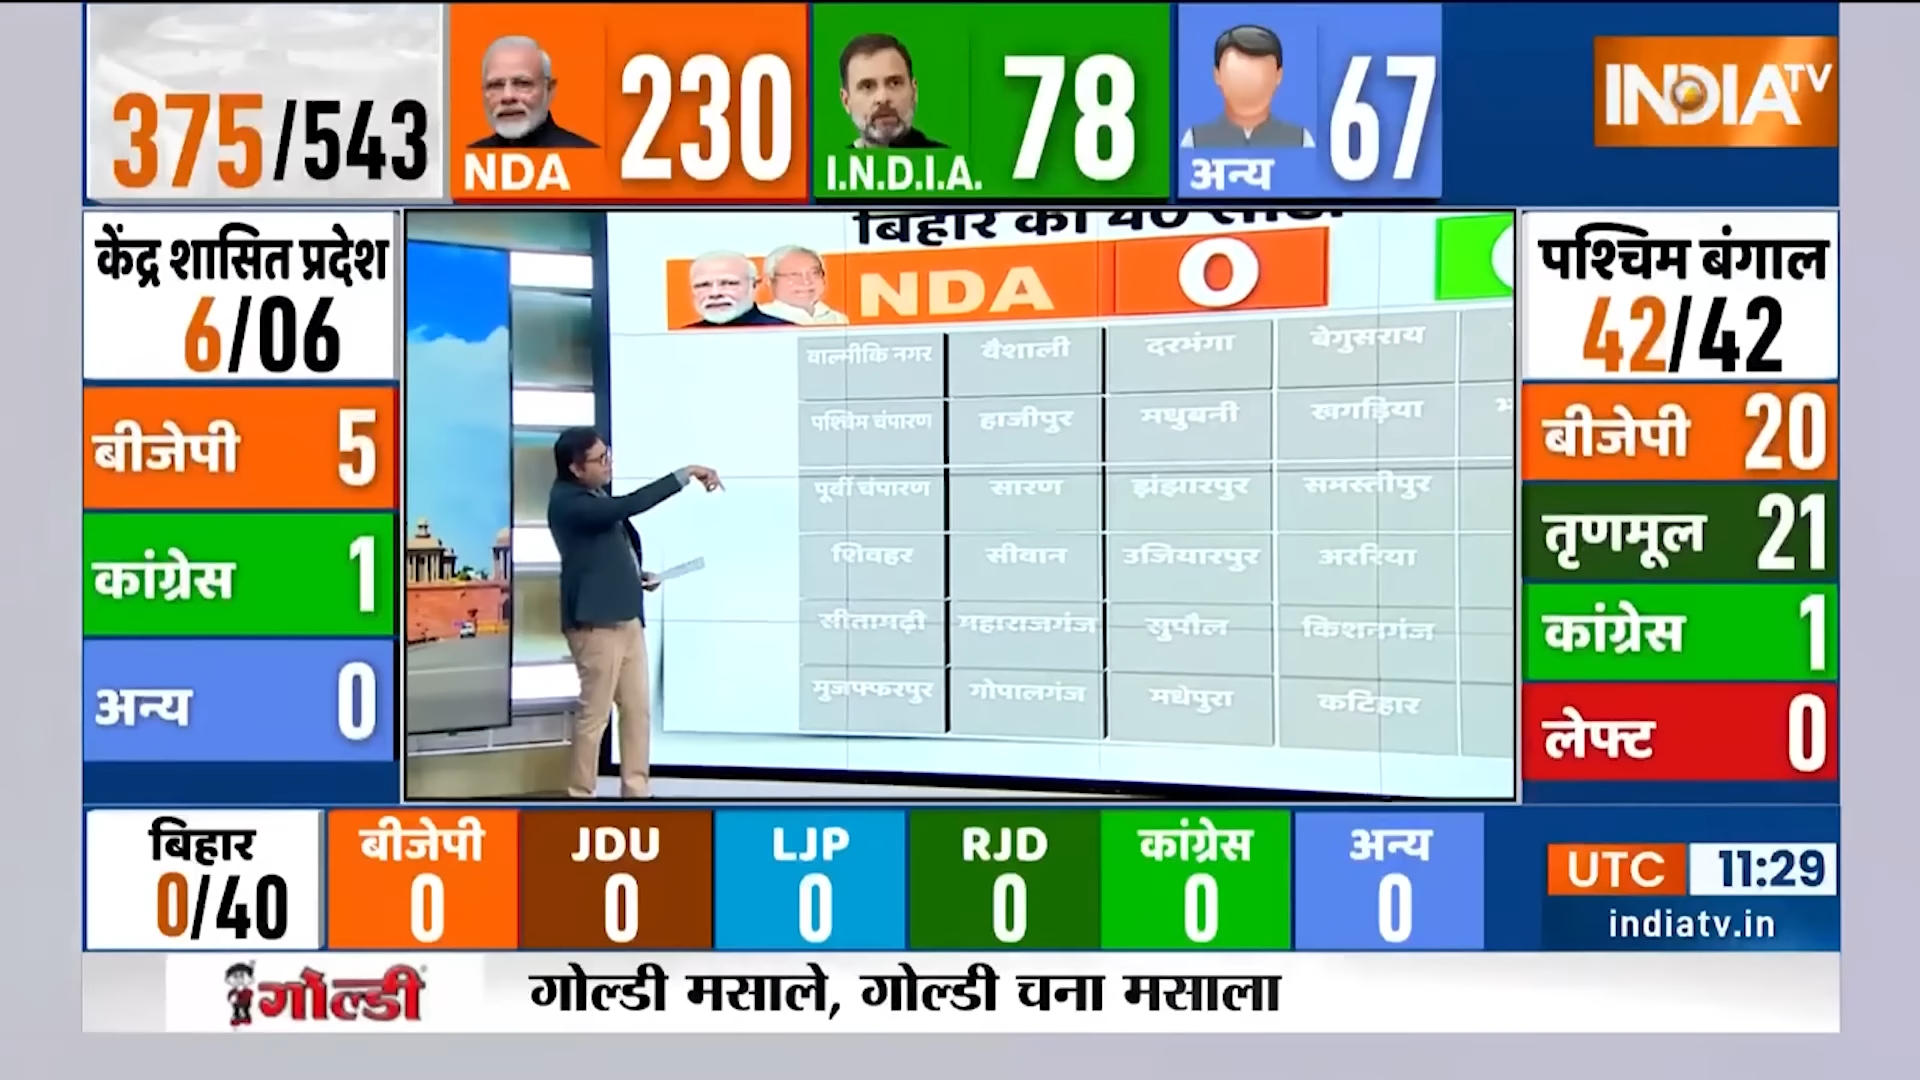 375/543
NDA
230
I.N.D.I.A.
78
अन्य
67
INDIA TV
केंद्र शासित प्रदेश
6/06
बीजेपी 5
कांग्रेस 1
अन्य 0
NDA
0
वाल्मीकि नगर
वैशाली
दरभंगा
बेगुसराय
पश्चिम चंपारण
हाजीपुर
मधुबनी
खगड़िया
पूर्वी चंपारण
सारण
झंझारपुर
समस्तीपुर
शिवहर
सीवान
उजियारपुर
अररिया
सीतामढ़ी
महाराजगंज
सुपौल
किशनगंज
मुजफ्फरपुर
गोपालगंज
मधेपुरा
कटिहार
पश्चिम बंगाल
42/42
बीजेपी 20
तृणमूल 21
कांग्रेस 1
लेफ्ट 0
बिहार
0/40
बीजेपी
0
JDU
0
LJP
0
RJD
0
कांग्रेस
0
अन्य
0
UTC 11:29
indiatv.in
गोल्डी
गोल्डी मसाले, गोल्डी चना मसाला